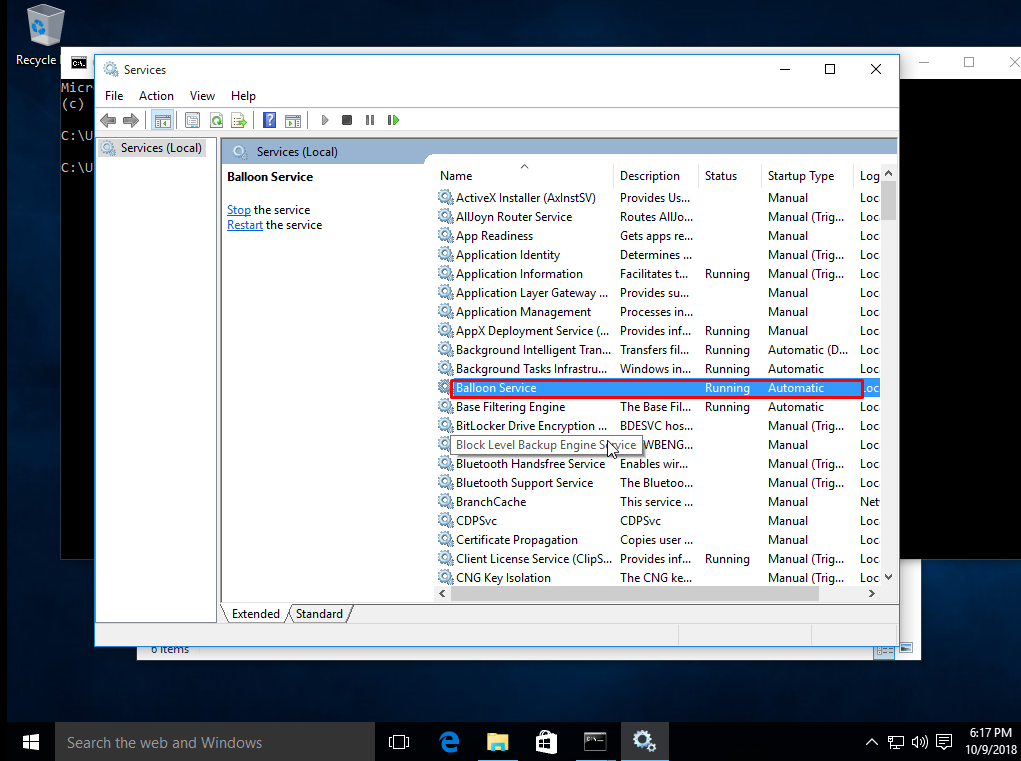 Recycle
Micr
(c)
C:\U
C:\U
Services
File Action View Help
Services (Local)
Services (Local)
Balloon Service
Stop the service
Restart the service
Name Description Status Startup Type Log
ActiveX Installer (AxInstSV) Provides Us... Manual Loc
AllJoyn Router Service Routes AllJo... Manual (Trig... Loc
App Readiness Gets apps re... Manual Loc
Application Identity Determines ... Manual (Trig... Loc
Application Information Facilitates t... Running Manual (Trig... Loc
Application Layer Gateway ... Provides su... Manual Loc
Application Management Processes in... Manual Loc
AppX Deployment Service (... Provides inf... Running Manual Loc
Background Intelligent Tran... Transfers fil... Running Automatic (D... Loc
Background Tasks Infrastru... Windows in... Running Automatic Loc
Balloon Service Running Automatic Loc
Base Filtering Engine The Base Fil... Running Automatic Loc
BitLocker Drive Encryption ... BDESVC hos... Manual (Trig... Loc
Block Level Backup Engine Service WBENG... Manual Loc
Bluetooth Handsfree Service Enables wir... Manual (Trig... Loc
Bluetooth Support Service The Bluetoo... Manual (Trig... Loc
BranchCache This service ... Manual Net
CDPSvc CDPSvc Manual Loc
Certificate Propagation Copies user ... Manual Loc
Client License Service (ClipS... Provides inf... Running Manual (Trig... Loc
CNG Key Isolation The CNG ke... Manual (Trig... Loc
Extended Standard
6 items
Search the web and Windows
6:17 PM
10/9/2018